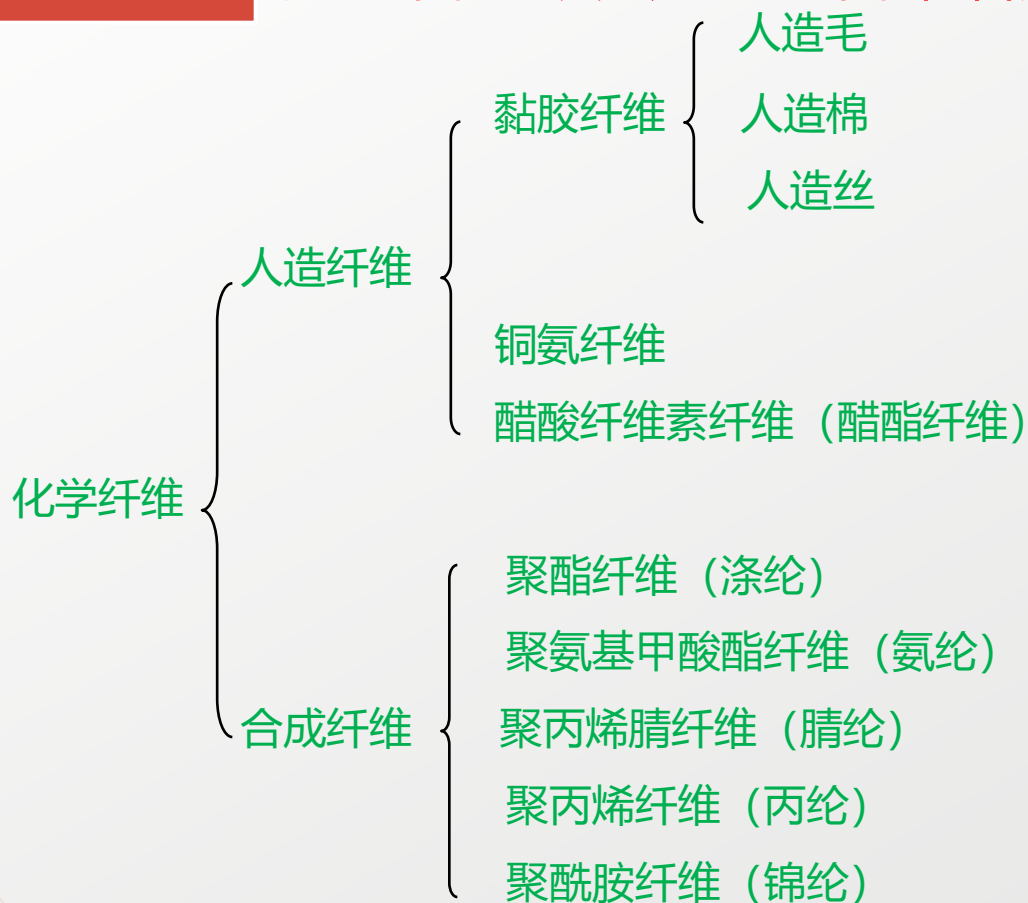 人造毛
黏胶纤维
人造棉
人造丝
人造纤维
铜氨纤维
醋酸纤维素纤维（醋酯纤维）
化学纤维
聚酯纤维（涤纶）
聚氨基甲酸酯纤维（氨纶）
合成纤维
聚丙烯腈纤维（腈纶）
聚丙烯纤维（丙纶）
聚酰胺纤维（锦纶）